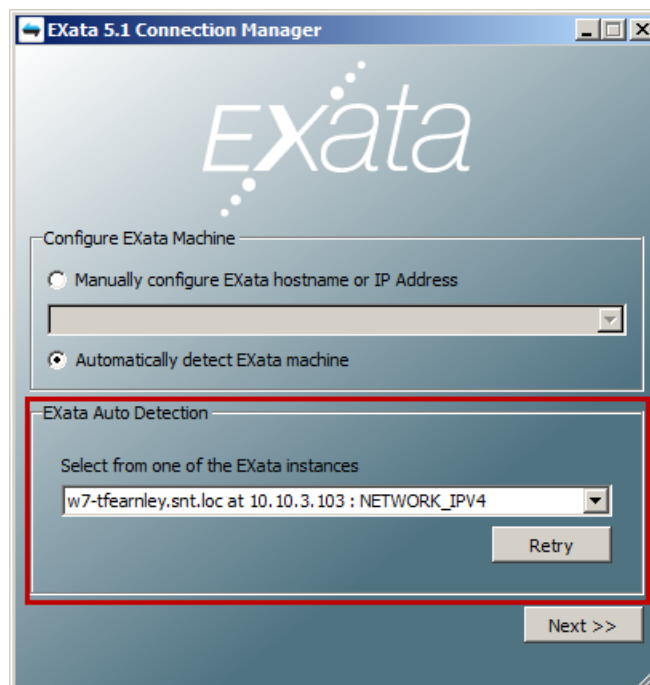 EXata 5.1 Connection Manager
EXata
Configure EXata Machine
Manually configure EXata hostname or IP Address
Automatically detect EXata machine
EXata Auto Detection
Select from one of the EXata instances
w7-tfearnley.snt.loc at 10.10.3.103 : NETWORK_IPV4
Retry
Next >>